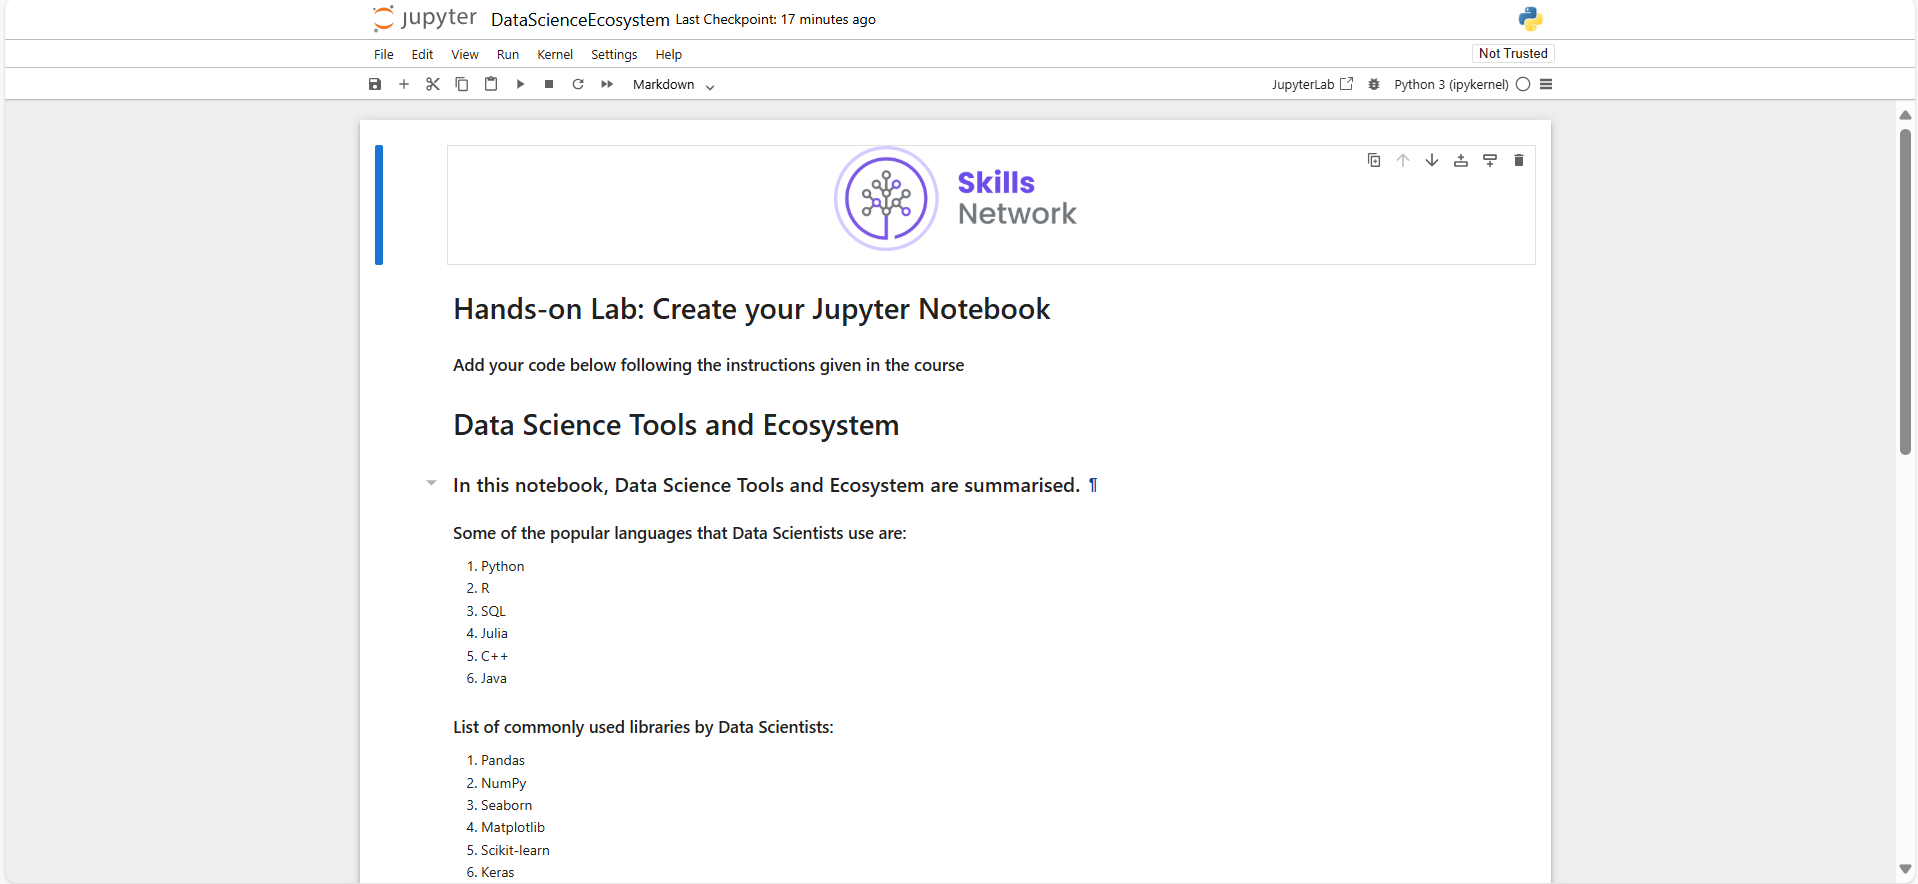 jupyter DataScienceEcosystem Last Checkpoint: 17 minutes ago
File Edit View Run Kernel Settings Help Not Trusted
Markdown JupyterLab Python 3 (ipykernel)
Skills
Network
Hands-on Lab: Create your Jupyter Notebook
Add your code below following the instructions given in the course
Data Science Tools and Ecosystem
In this notebook, Data Science Tools and Ecosystem are summarised. ¶
Some of the popular languages that Data Scientists use are:
1. Python
2. R
3. SQL
4. Julia
5. C++
6. Java
List of commonly used libraries by Data Scientists:
1. Pandas
2. NumPy
3. Seaborn
4. Matplotlib
5. Scikit-learn
6. Keras